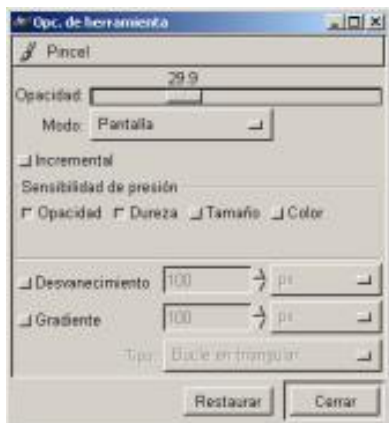 Opc. de herramienta
Pincel
29.9
Opacidad:
Modo: Pantalla
Incremental
Sensibilidad de presión
Opacidad Dureza Tamaño Color
Desvanecimiento 100 px
Gradiente 100 px
Tipo: Bucle en triangular
Restaurar Cerrar